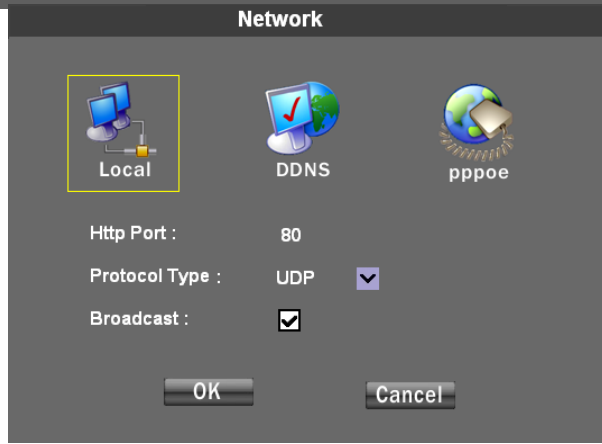 Network
Local DDNS pppoe
Http Port : 80
Protocol Type : UDP
Broadcast :
OK Cancel